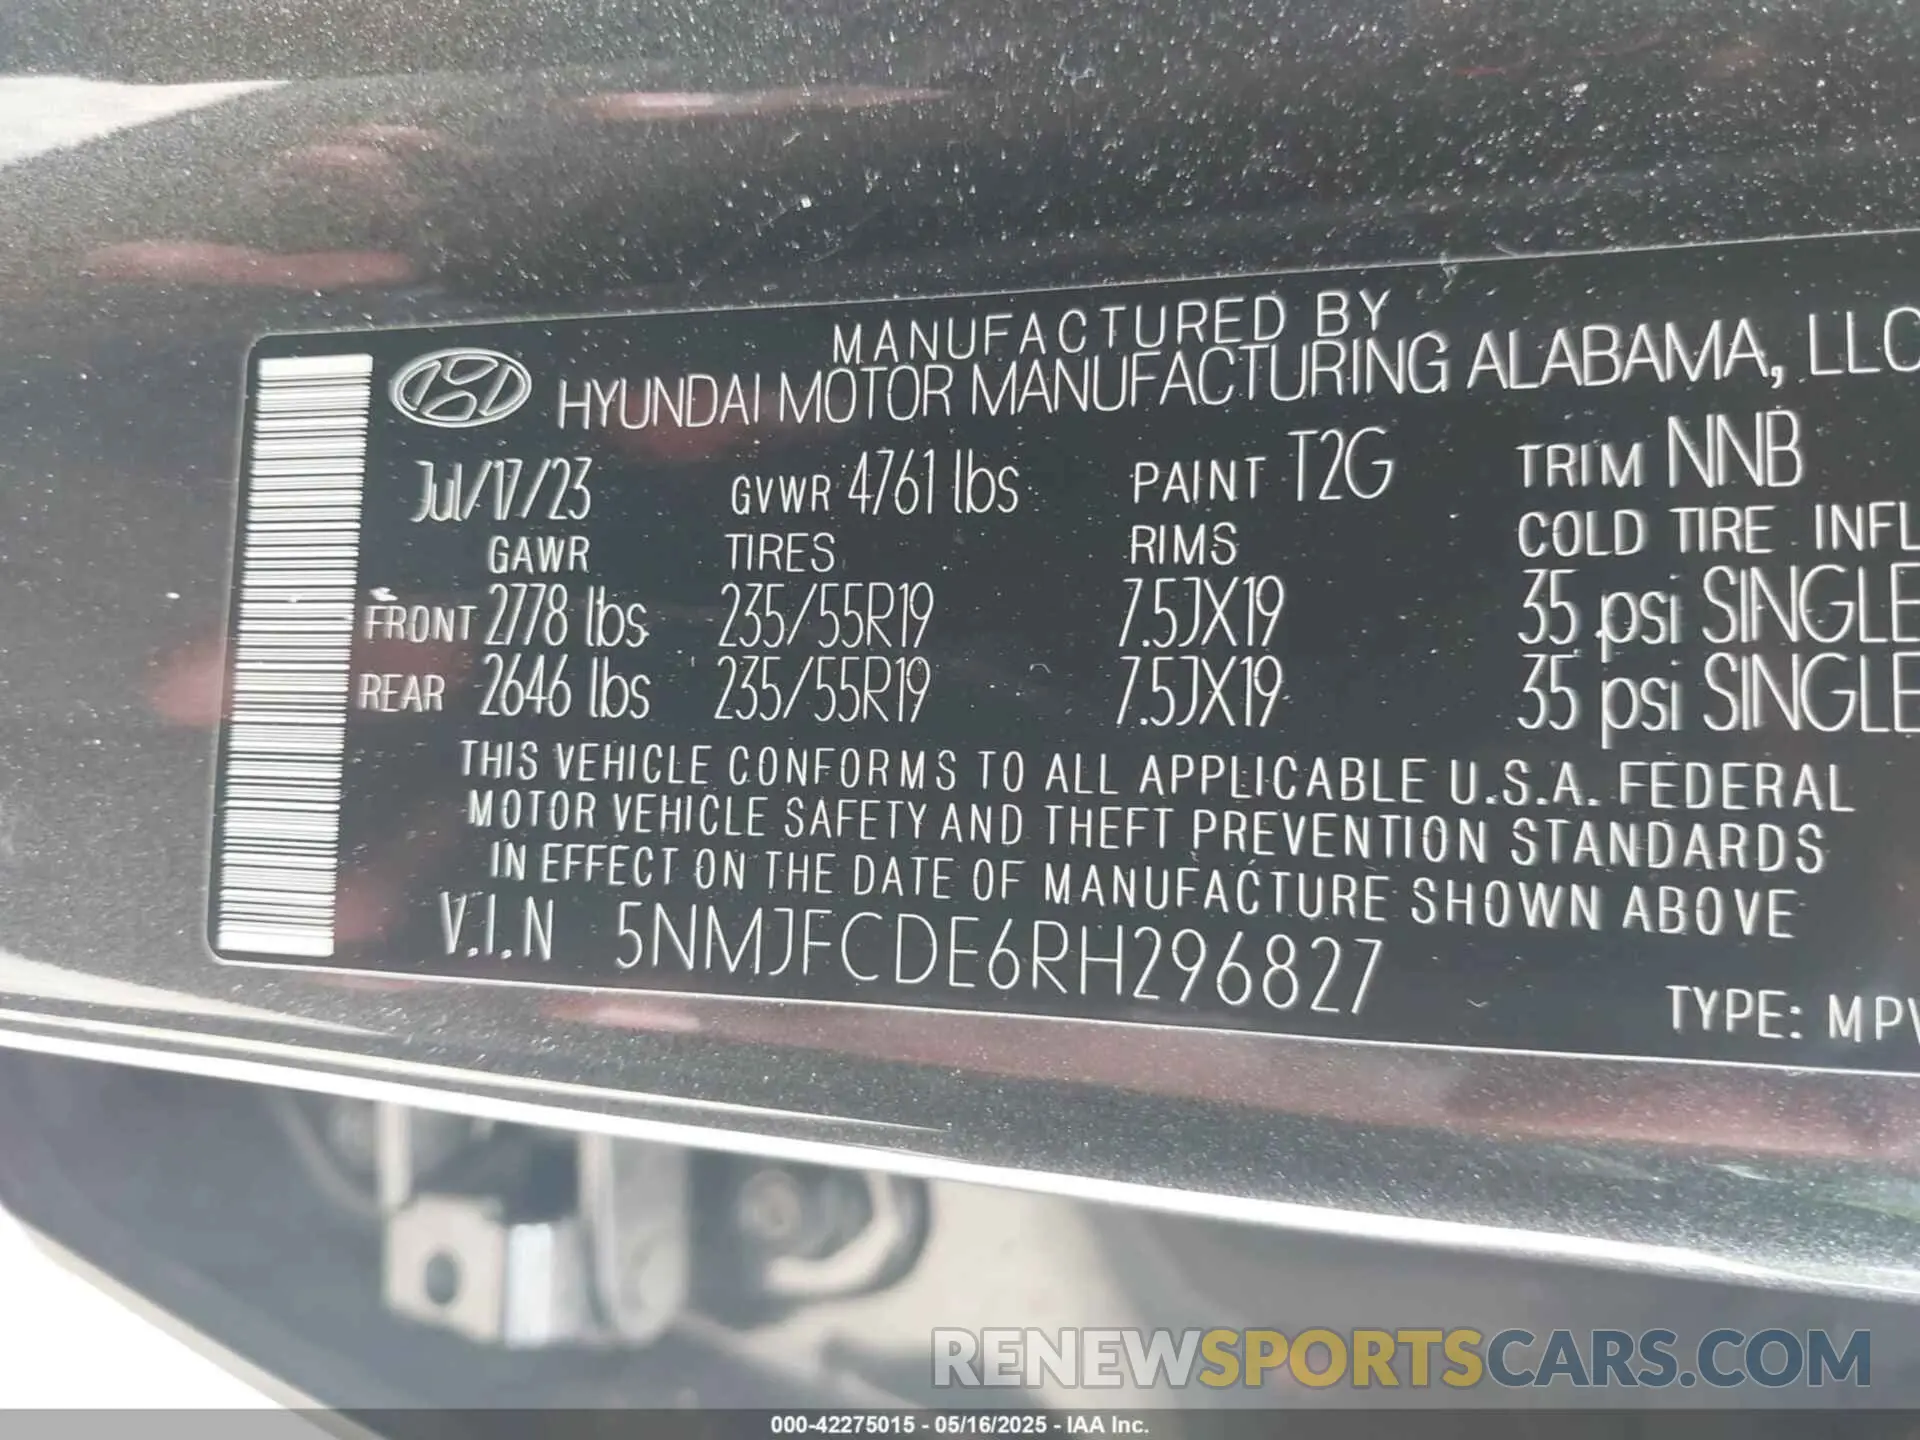 MANUFACTURED BY
HYUNDAI MOTOR MANUFACTURING ALABAMA, LLC
Jul/17/23 GVWR 4761 lbs PAINT T2G TRIM NNB
GAWR TIRES RIMS COLD TIRE INFL
FRONT 2778 lbs 235/55R19 7.5JX19 35 psi SINGLE
REAR 2646 lbs 235/55R19 7.5JX19 35 psi SINGLE
THIS VEHICLE CONFORMS TO ALL APPLICABLE U.S.A. FEDERAL
MOTOR VEHICLE SAFETY AND THEFT PREVENTION STANDARDS
IN EFFECT ON THE DATE OF MANUFACTURE SHOWN ABOVE
V.I.N 5NMJFCDE6RH296827
TYPE: MPV
RENEWSPORTSCARS.COM
000-42275015 - 05/16/2025 - IAA Inc.